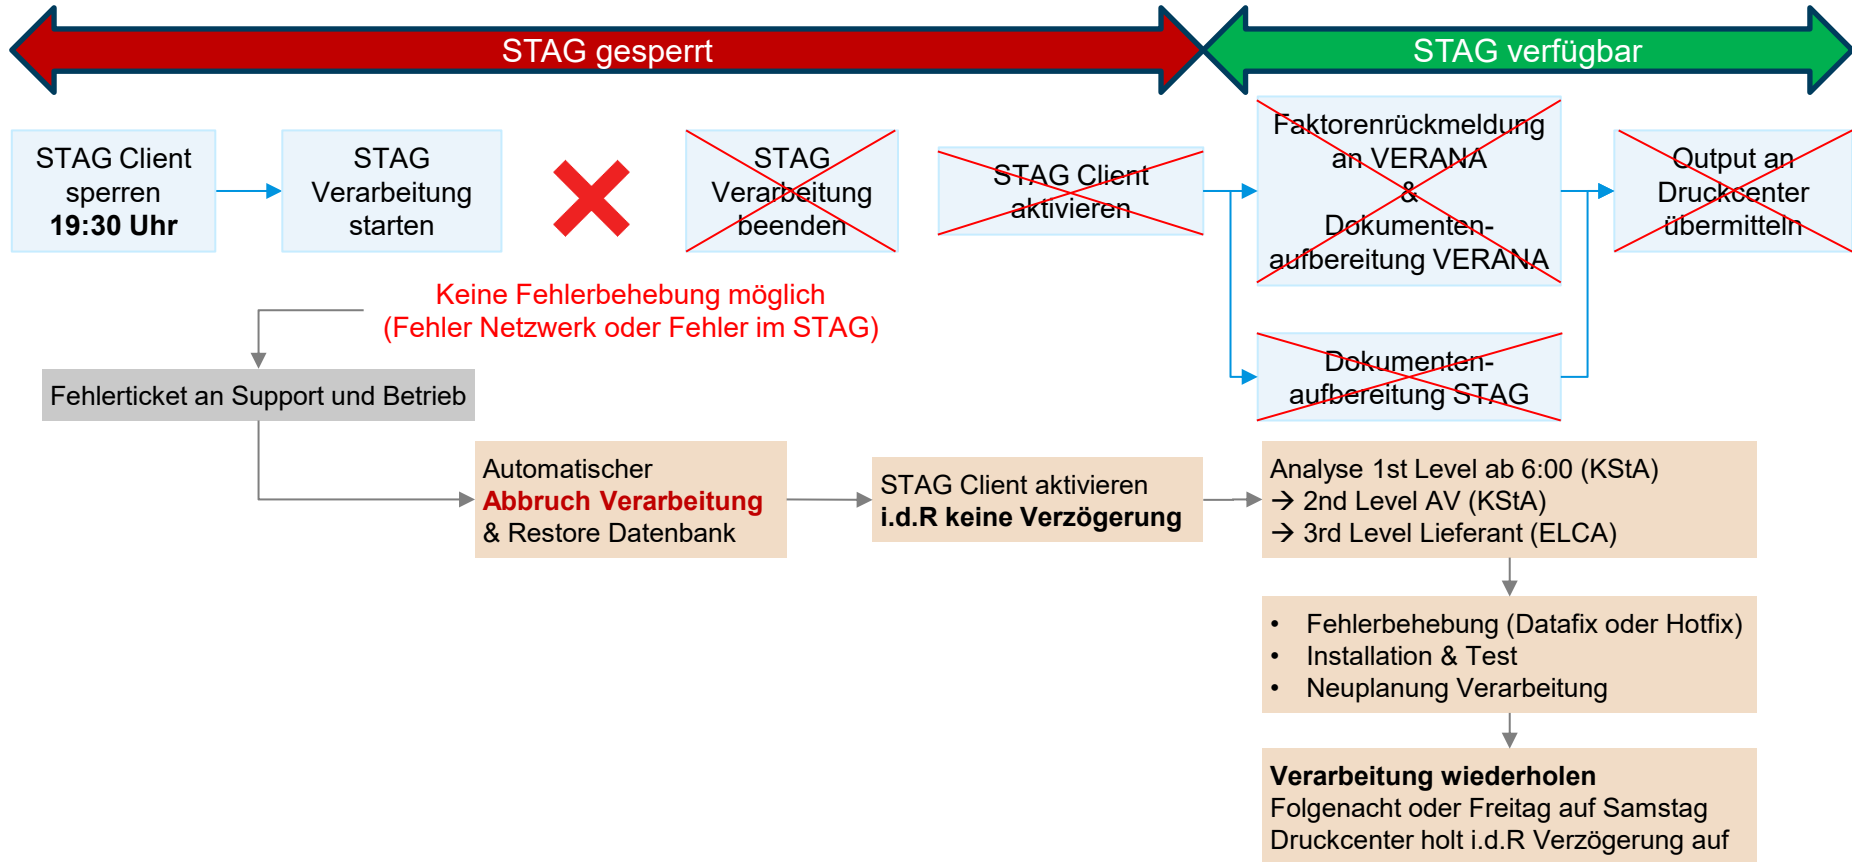 STAG gesperrt
STAG verfügbar
STAG Client
sperren
19:30 Uhr
STAG
Verarbeitung
starten
STAG
Verarbeitung
beenden
STAG Client
aktivieren
Faktorenrückmeldung
an VERANA
&
Dokumenten-
aufbereitung VERANA
Output an
Druckcenter
übermitteln
Keine Fehlerbehebung möglich
(Fehler Netzwerk oder Fehler im STAG)
Dokumenten-
aufbereitung STAG
Fehlerticket an Support und Betrieb
Automatischer
Abbruch Verarbeitung
& Restore Datenbank
STAG Client aktivieren
i.d.R keine Verzögerung
Analyse 1st Level ab 6:00 (KStA)
→ 2nd Level AV (KStA)
→ 3rd Level Lieferant (ELCA)
• Fehlerbehebung (Datafix oder Hotfix)
• Installation & Test
• Neuplanung Verarbeitung
Verarbeitung wiederholen
Folgenacht oder Freitag auf Samstag
Druckcenter holt i.d.R Verzögerung auf